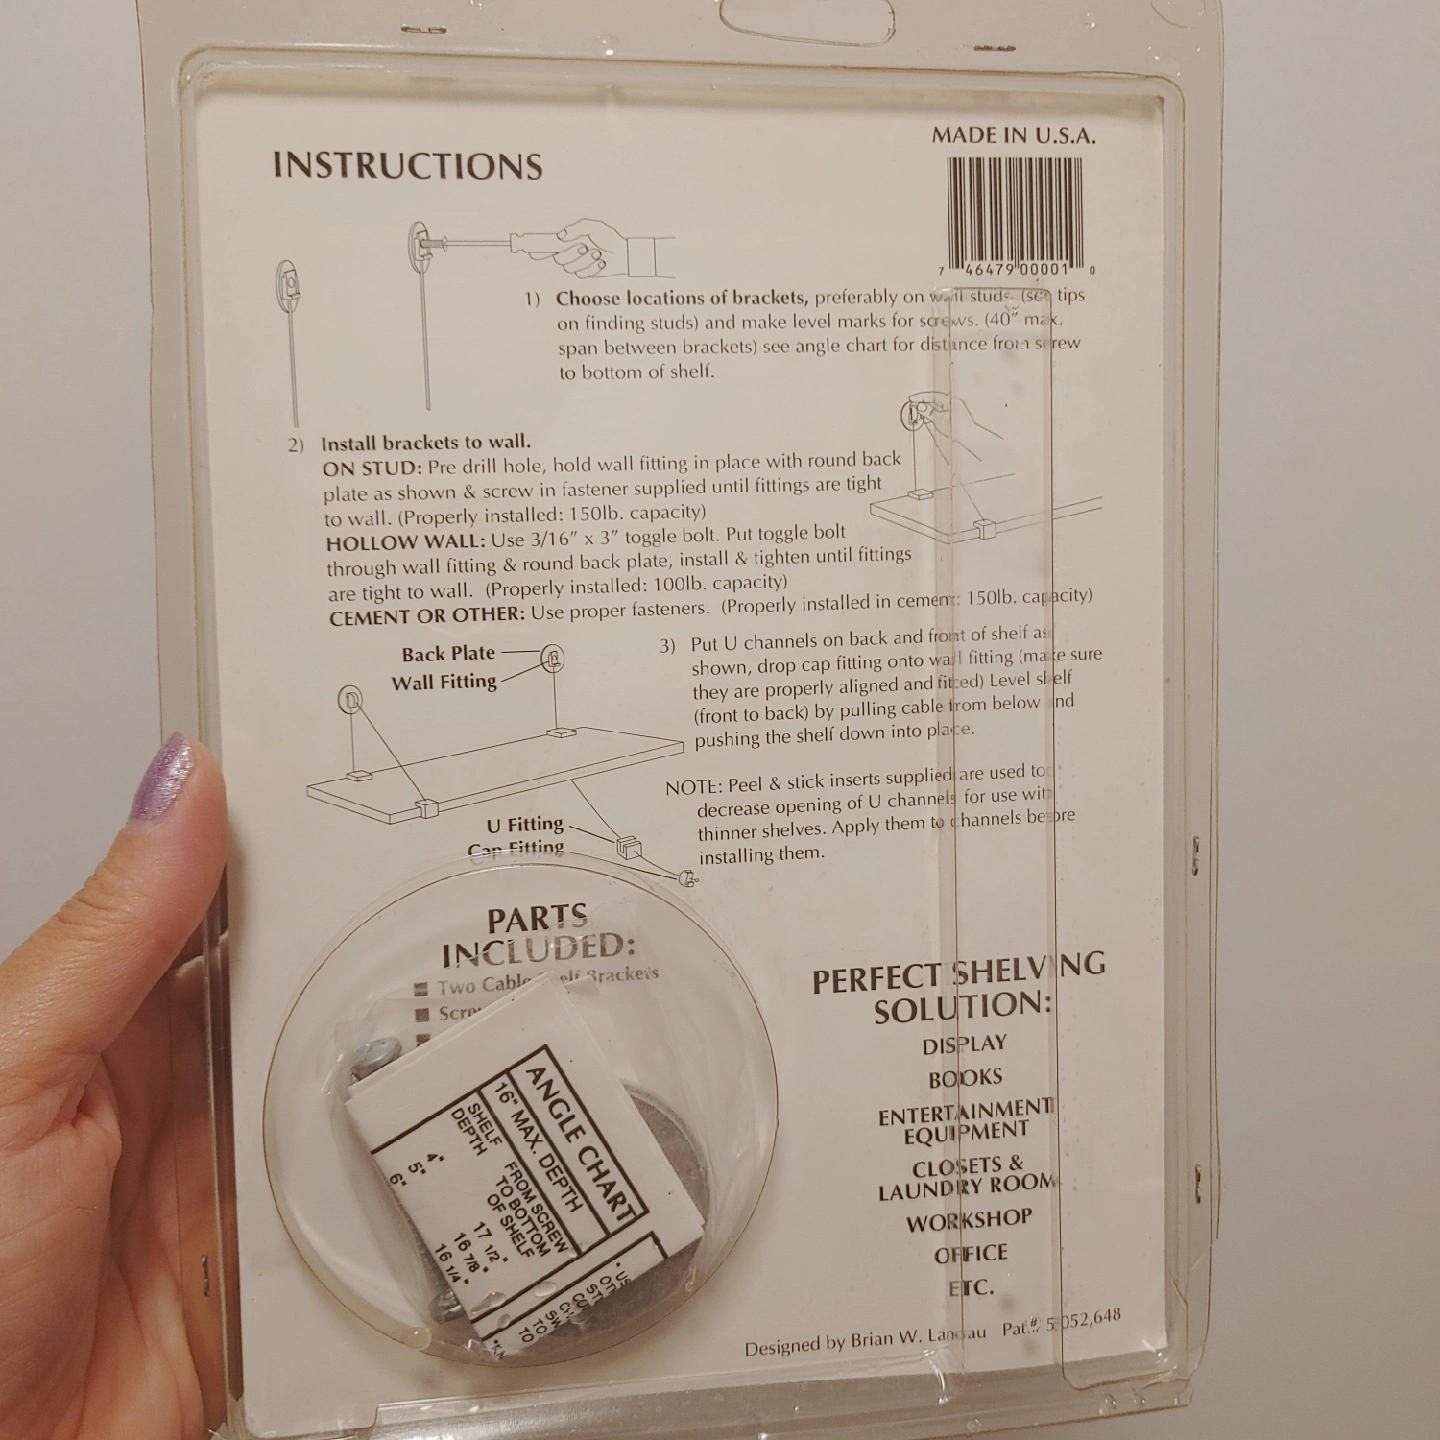 INSTRUCTIONS
MADE IN U.S.A.
7 46479 00001 0
1) Choose locations of brackets, preferably on wall studs. (see tips
on finding studs) and make level marks for screws. (40" max.
span between brackets) see angle chart for distance from screw
to bottom of shelf.
2) Install brackets to wall.
ON STUD: Pre drill hole, hold wall fitting in place with round back
plate as shown & screw in fastener supplied until fittings are tight
to wall. (Properly installed: 150lb. capacity)
HOLLOW WALL: Use 3/16" x 3" toggle bolt. Put toggle bolt
through wall fitting & round back plate, install & tighten until fittings
are tight to wall. (Properly installed: 100lb. capacity)
CEMENT OR OTHER: Use proper fasteners. (Properly installed in cement: 150lb. capacity)
Back Plate
Wall Fitting
3) Put U channels on back and front of shelf as
shown, drop cap fitting onto wall fitting (make sure
they are properly aligned and fitted) Level shelf
(front to back) by pulling cable from below and
pushing the shelf down into place.
NOTE: Peel & stick inserts supplied are used to
decrease opening of U channels for use with
thinner shelves. Apply them to channels before
installing them.
U Fitting
Cap Fitting
PARTS
INCLUDED:
Two Cable Shelf Brackets
ANGLE CHART
16" MAX. DEPTH
SHELF DEPTH
FROM SCREW TO BOTTOM OF SHELF
4" 17 1/2"
5" 16 7/8"
6" 16 1/4"
PERFECT SHELVING
SOLUTION:
DISPLAY
BOOKS
ENTERTAINMENT
EQUIPMENT
CLOSETS &
LAUNDRY ROOM
WORKSHOP
OFFICE
ETC.
Designed by Brian W. Landau Pat.# 5,052,648